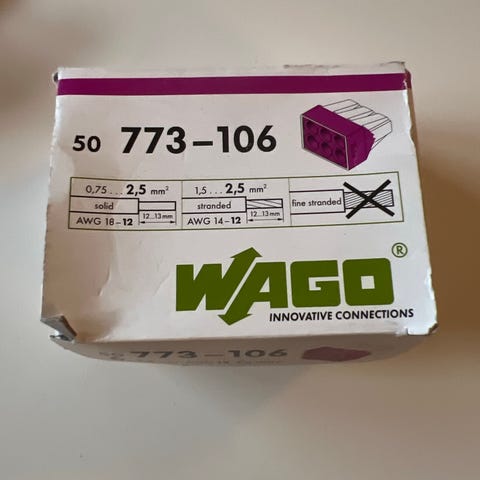 50 773-106
0,75 ... 2,5 mm²
solid
12...13 mm
AWG 18-12
1,5 ... 2,5 mm²
stranded
12...13 mm
AWG 14-12
fine stranded
WAGO®
INNOVATIVE CONNECTIONS
50 773-106